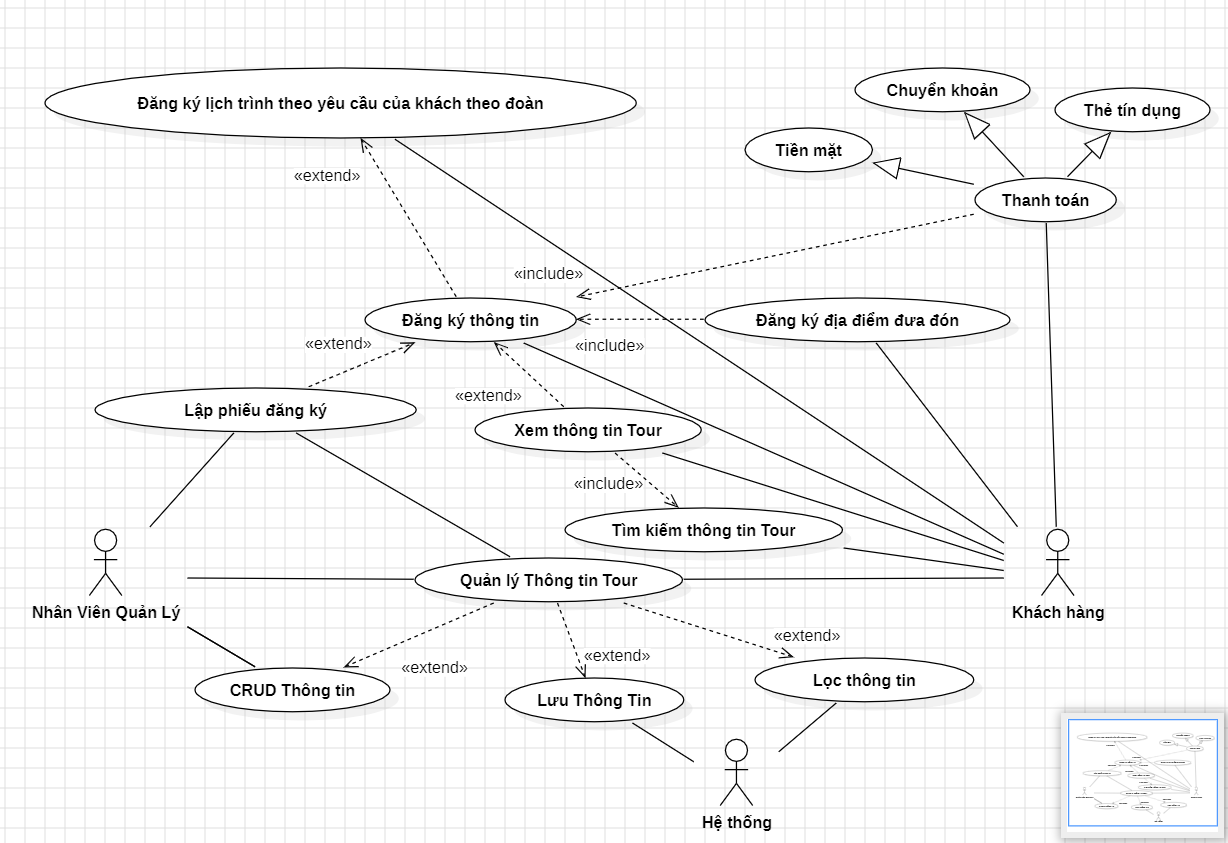 Đăng ký lịch trình theo yêu cầu của khách theo đoàn
Chuyển khoản
Thẻ tín dụng
Tiền mặt
«extend»
Thanh toán
«include»
Đăng ký thông tin
Đăng ký địa điểm đưa đón
«extend»
«include»
«extend»
Lập phiếu đăng ký
Xem thông tin Tour
«include»
Tìm kiếm thông tin Tour
Quản lý Thông tin Tour
Nhân Viên Quản Lý
Khách hàng
«extend»
«extend»
«extend»
CRUD Thông tin
Lưu Thông Tin
Lọc thông tin
Hệ thống